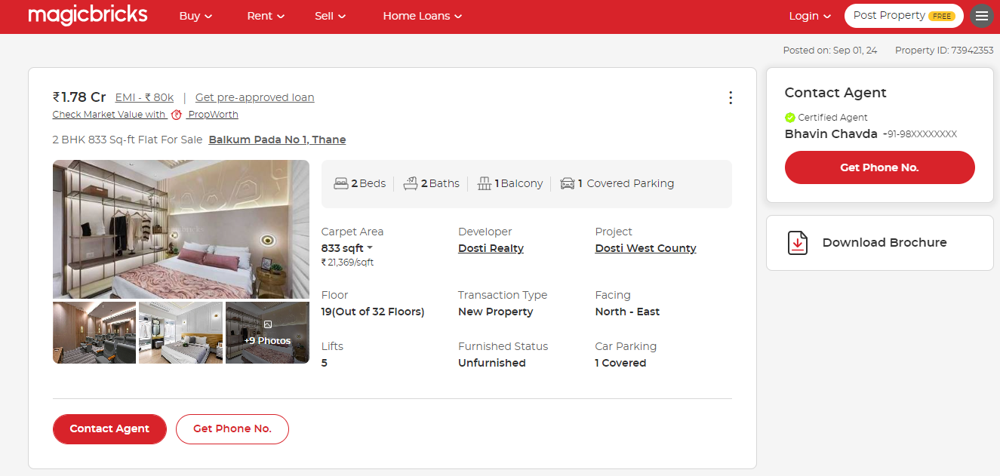 magicbricks Buy Rent Sell Home Loans Login Post Property FREE
Posted on: Sep 01, 24 Property ID: 73942353
₹1.78 Cr EMI - ₹ 80k | Get pre-approved loan
Check Market Value with PropWorth
2 BHK 833 Sq-ft Flat For Sale Balkum Pada No 1, Thane
2 Beds 2 Baths 1 Balcony 1 Covered Parking
Carpet Area Developer Project
833 sqft Dosti Realty Dosti West County
₹ 21,369/sqft
Floor Transaction Type Facing
19(Out of 32 Floors) New Property North - East
+9 Photos
Lifts Furnished Status Car Parking
5 Unfurnished 1 Covered
Contact Agent Get Phone No.
Contact Agent
Certified Agent
Bhavin Chavda +91-98XXXXXXXX
Get Phone No.
Download Brochure